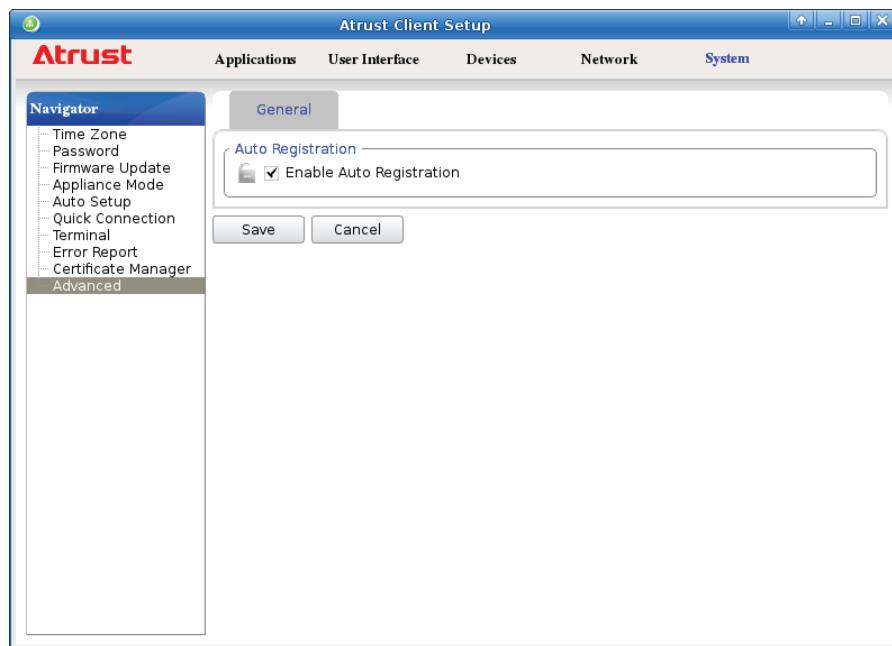 Atrust Client Setup
Atrust
Applications User Interface Devices Network System
Navigator
Time Zone
Password
Firmware Update
Appliance Mode
Auto Setup
Quick Connection
Terminal
Error Report
Certificate Manager
Advanced
General
Auto Registration
Enable Auto Registration
Save Cancel